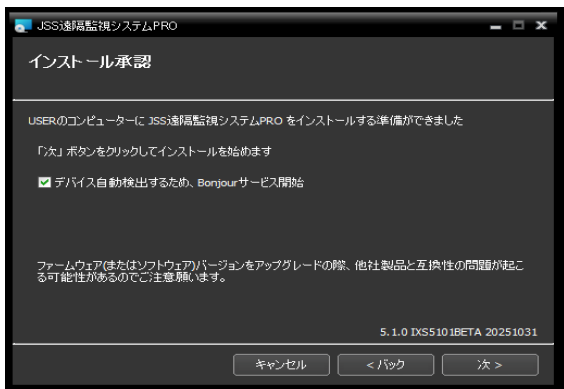 JSS遠隔監視システムPRO
インストール承認
USERのコンピューターに JSS遠隔監視システムPRO をインストールする準備ができました
「次」ボタンをクリックしてインストールを始めます
デバイス自動検出するため、Bonjourサービス開始
ファームウェア(またはソフトウェア)バージョンをアップグレードの際、他社製品と互換性の問題が起こ
る可能性があるのでご注意願います。
5.1.0 IXS5101BETA 20251031
キャンセル
< バック
次 >